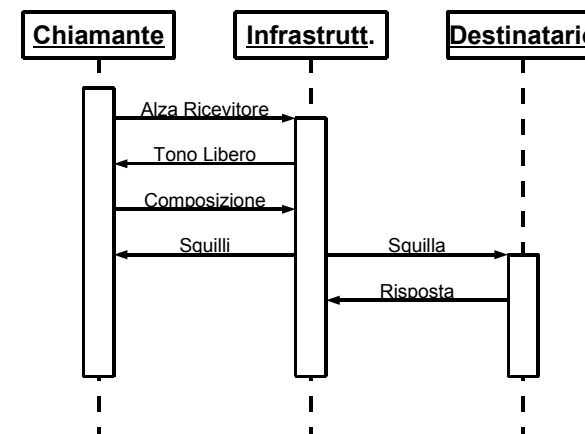 Chiamante
Infrastrutt.
Destinatario
Alza Ricevitore
Tono Libero
Composizione
Squilli
Squilla
Risposta